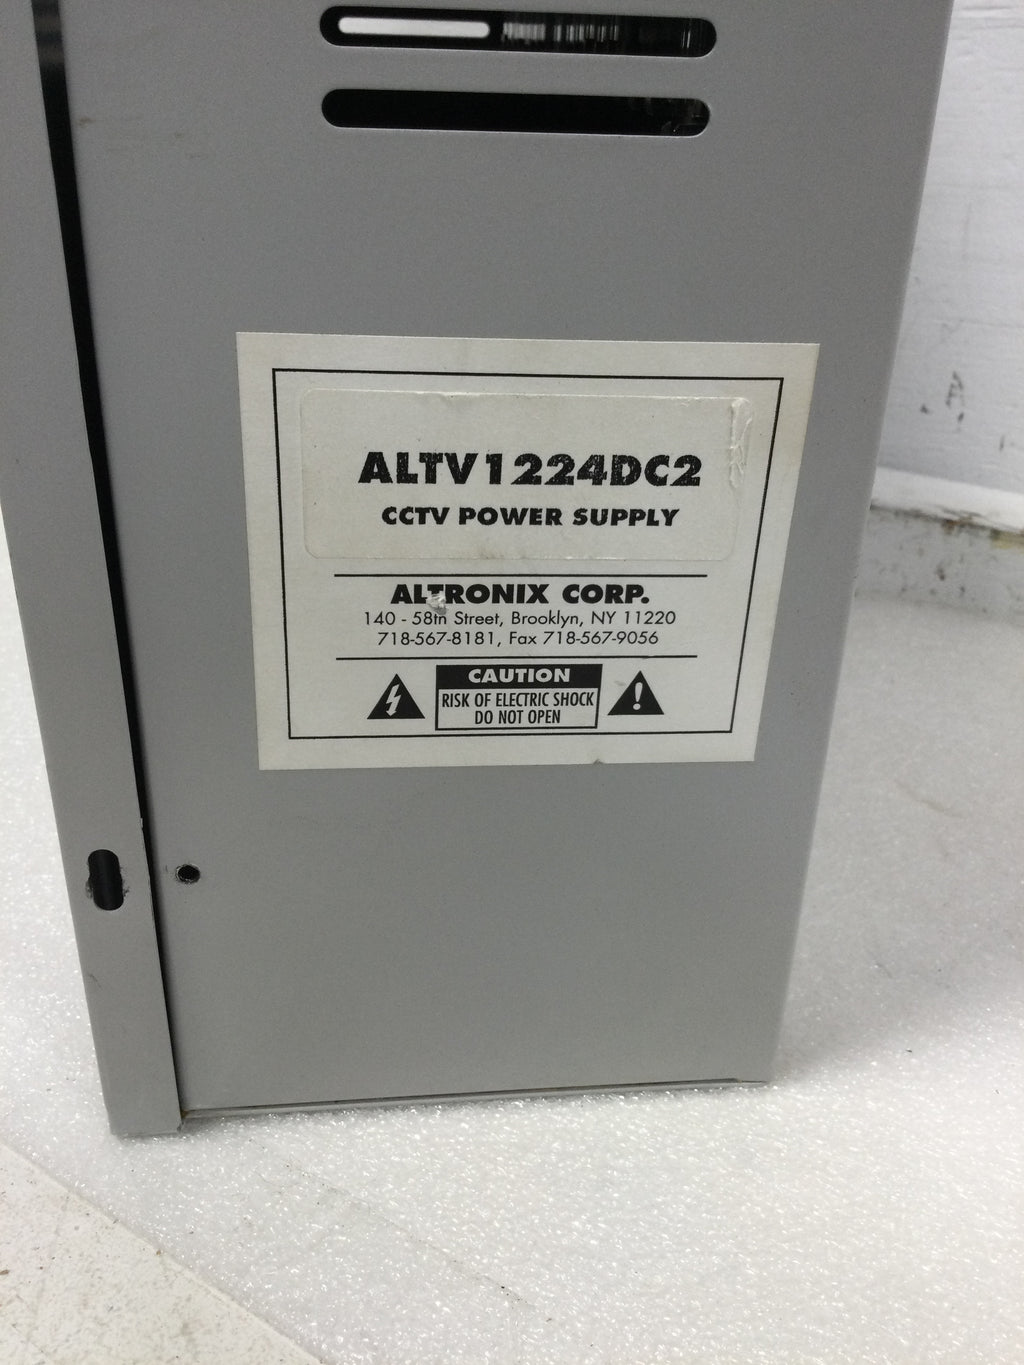 ALTV1224DC2
CCTV POWER SUPPLY
ALTRONIX CORP.
140 - 58th Street, Brooklyn, NY 11220
718-567-8181, Fax 718-567-9056
CAUTION
RISK OF ELECTRIC SHOCK
DO NOT OPEN